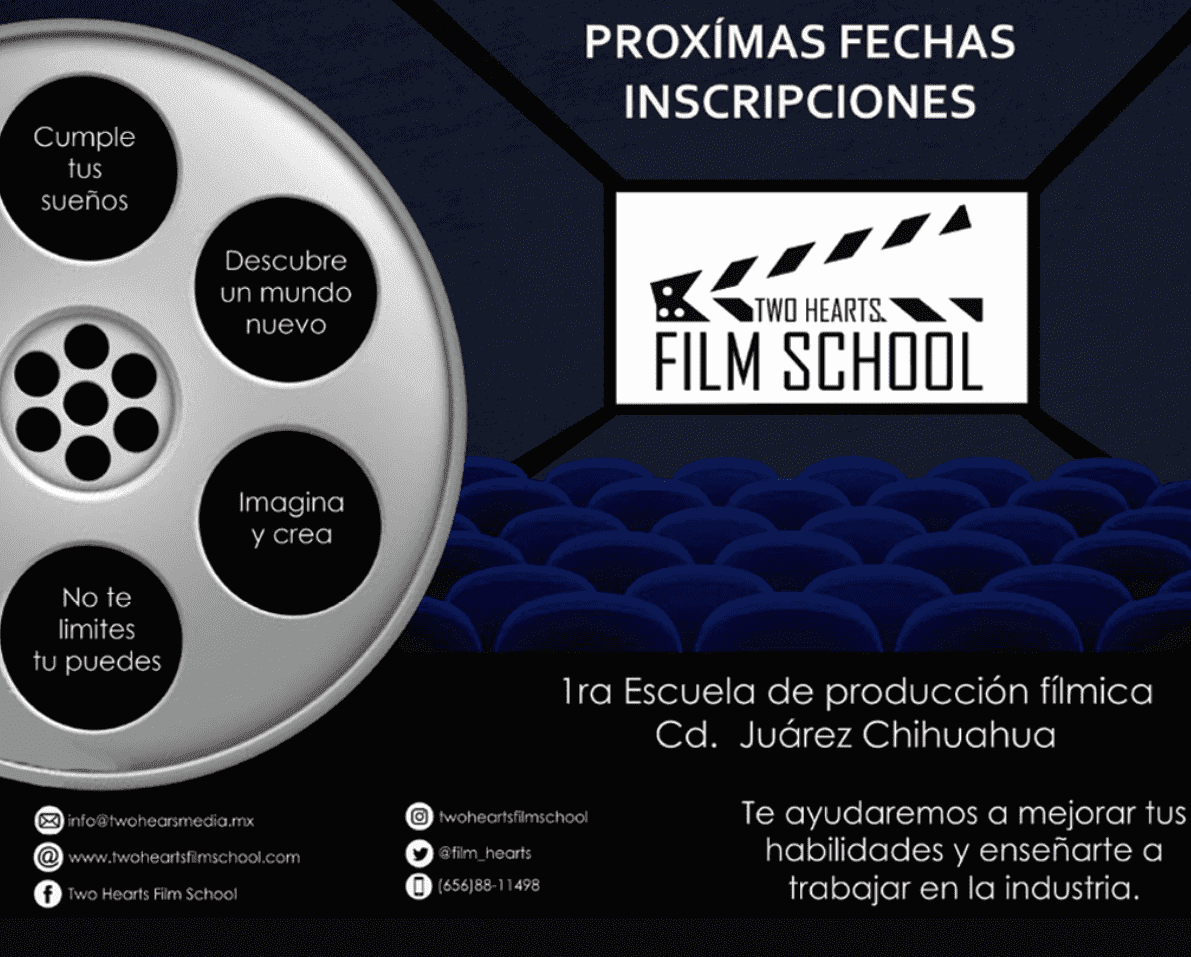 PROXÍMAS FECHAS
INSCRIPCIONES
Cumple
tus
sueños
Descubre
un mundo
nuevo
Imagina
y crea
No te
limites
tu puedes
TWO HEARTS
FILM SCHOOL
1ra Escuela de producción fílmica
Cd. Juárez Chihuahua
Te ayudaremos a mejorar tus
habilidades y enseñarte a
trabajar en la industria.
info@twohearsmedia.mx
www.twoheartsfilmschool.com
Two Hearts Film School
twoheartsfilmschool
@film_hearts
(656)88-11498